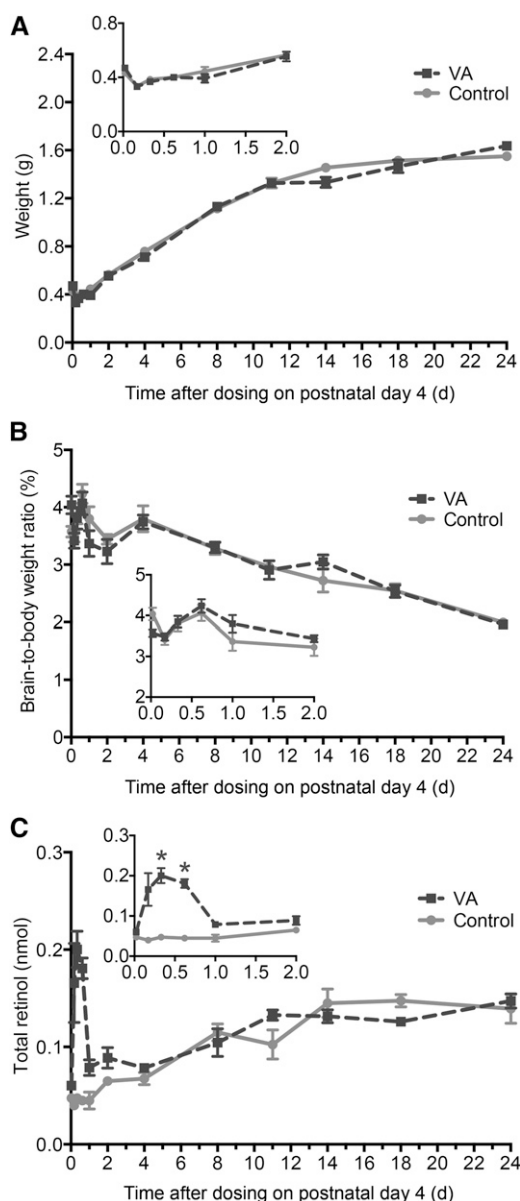 A
2.4
2.0
1.6
1.2
0.8
0.4
0.0
Weight (g)
0.8
0.4
0.0
0.0 0.5 1.0 1.5 2.0
VA
Control
0 2 4 6 8 10 12 14 16 18 20 22 24
Time after dosing on postnatal day 4 (d)
B
5
4
3
2
1
0
Brain-to-body weight ratio (%)
VA
Control
5
4
3
2
0.0 0.5 1.0 1.5 2.0
0 2 4 6 8 10 12 14 16 18 20 22 24
Time after dosing on postnatal day 4 (d)
C
0.3
0.2
0.1
0.0
Total retinol (nmol)
0.3
0.2
0.1
0.0
* *
0.0 0.5 1.0 1.5 2.0
VA
Control
0 2 4 6 8 10 12 14 16 18 20 22 24
Time after dosing on postnatal day 4 (d)